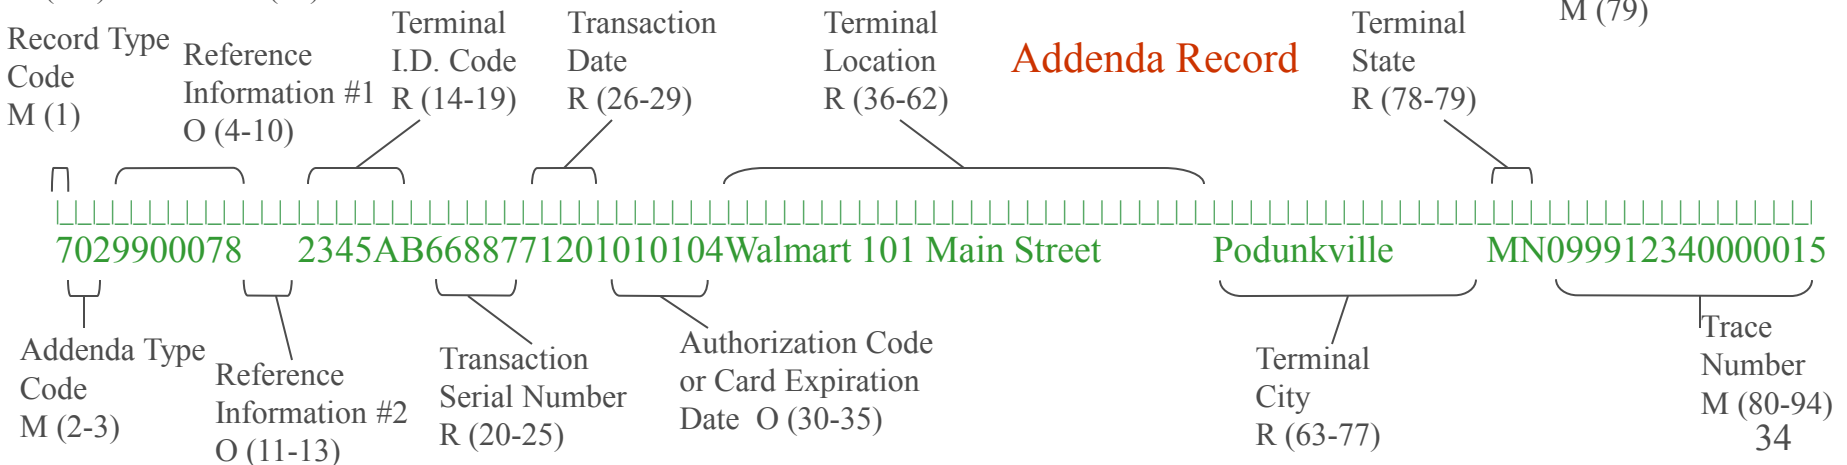 M (79)
Record Type
Code
M (1)
Reference
Information #1
O (4-10)
Terminal
I.D. Code
R (14-19)
Transaction
Date
R (26-29)
Terminal
Location
R (36-62)
Addenda Record
Terminal
State
R (78-79)
7029900078 2345AB6688771201010104Walmart 101 Main Street Podunkville MN099912340000015
Addenda Type
Code
M (2-3)
Reference
Information #2
O (11-13)
Transaction
Serial Number
R (20-25)
Authorization Code
or Card Expiration
Date O (30-35)
Terminal
City
R (63-77)
Trace
Number
M (80-94)
34